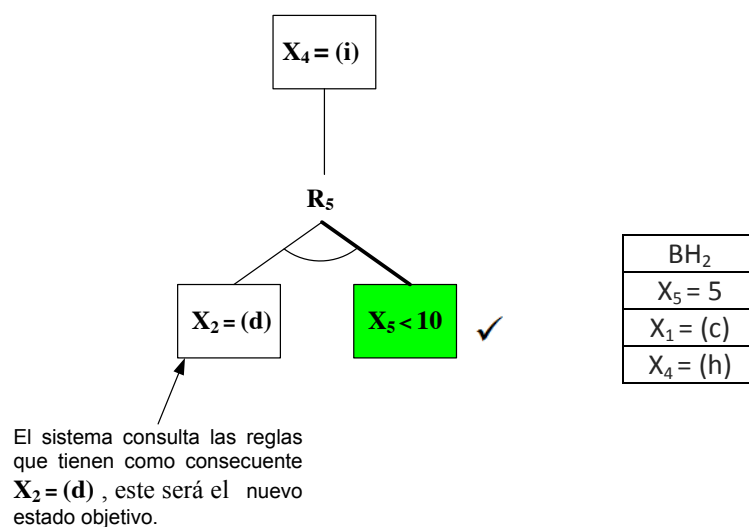 X₄ = (i)
R₅
X₂ = (d)
X₅ < 10
BH₂
X₅ = 5
X₁ = (c)
X₄ = (h)
El sistema consulta las reglas
que tienen como consecuente
X₂ = (d) , este será el nuevo
estado objetivo.